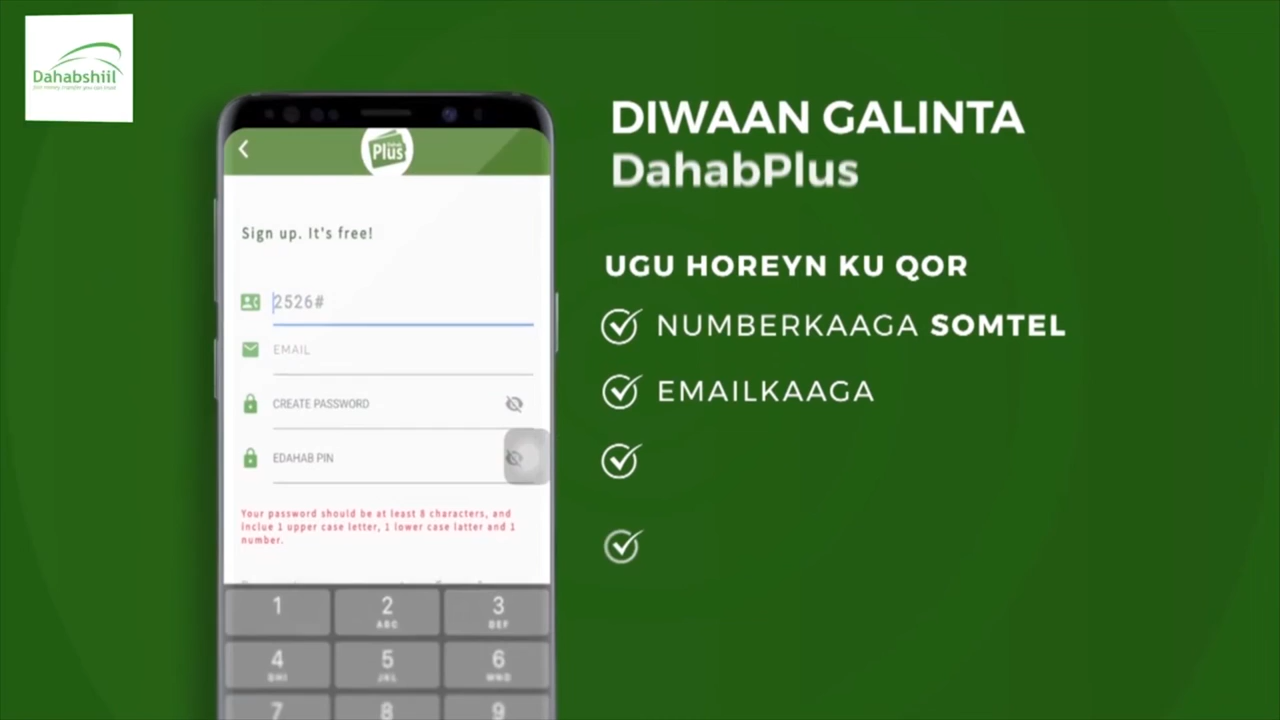 Dahabshiil
DIWAAN GALINTA
DahabPlus
UGU HOREYN KU QOR
NUMBERKAAGA SOMTEL
EMAILKAAGA
Plus
Sign up. It's free!
2526#
EMAIL
CREATE PASSWORD
EDAHAB PIN
Your password should be at least 8 characters, and
inclue 1 upper case letter, 1 lower case latter and 1
number.
1
2
ABC
3
DEF
4
GHI
5
JKL
6
7
8
9